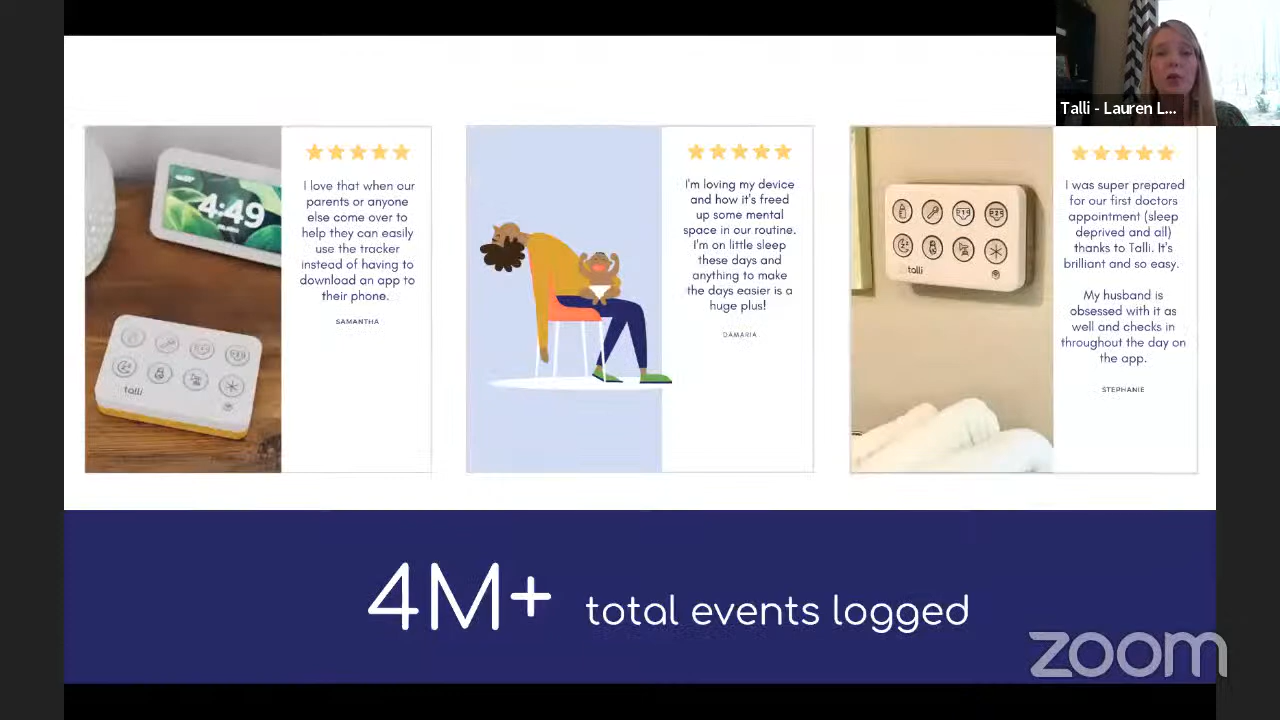 Talli - Lauren L...
4:49
talli
I love that when our
parents or anyone
else come over to
help they can easily
use the tracker
instead of having to
download an app to
their phone.
SAMANTHA
I'm loving my device
and how it's freed
up some mental
space in our routine.
I'm on little sleep
these days and
anything to make
the days easier is a
huge plus!
DAMARIA
talli
I was super prepared
for our first doctors
appointment (sleep
deprived and all)
thanks to Talli. It's
brilliant and so easy.
My husband is
obsessed with it as
well and checks in
throughout the day on
the app.
STEPHANIE
4M+ total events logged
zoom